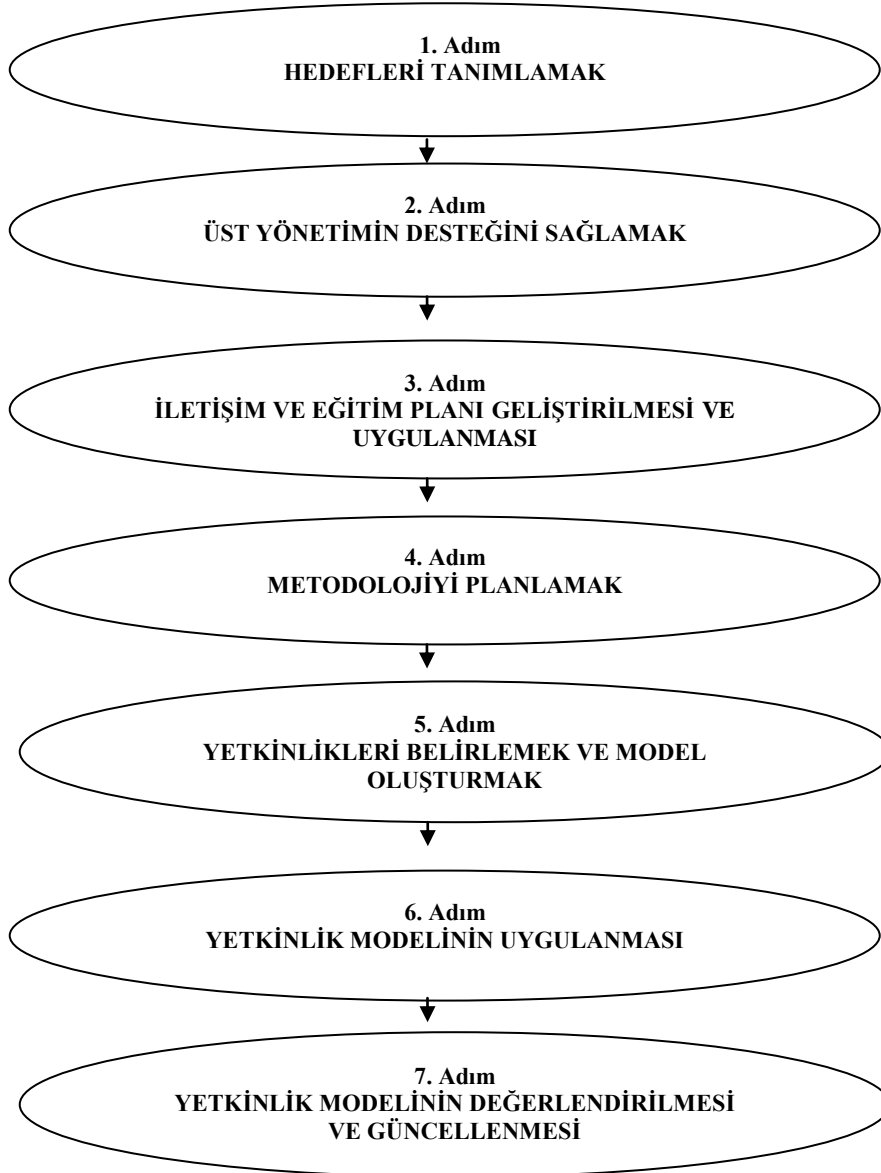 1. Adım
HEDEFLERİ TANIMLAMAK
2. Adım
ÜST YÖNETİMİN DESTEĞİNİ SAĞLAMAK
3. Adım
İLETİŞİM VE EĞİTİM PLANI GELİŞTİRİLMESİ VE
UYGULANMASI
4. Adım
METODOLOJİYİ PLANLAMAK
5. Adım
YETKİNLİKLERİ BELİRLEMEK VE MODEL
OLUŞTURMAK
6. Adım
YETKİNLİK MODELİNİN UYGULANMASI
7. Adım
YETKİNLİK MODELİNİN DEĞERLENDİRİLMESİ
VE GÜNCELLENMESİ